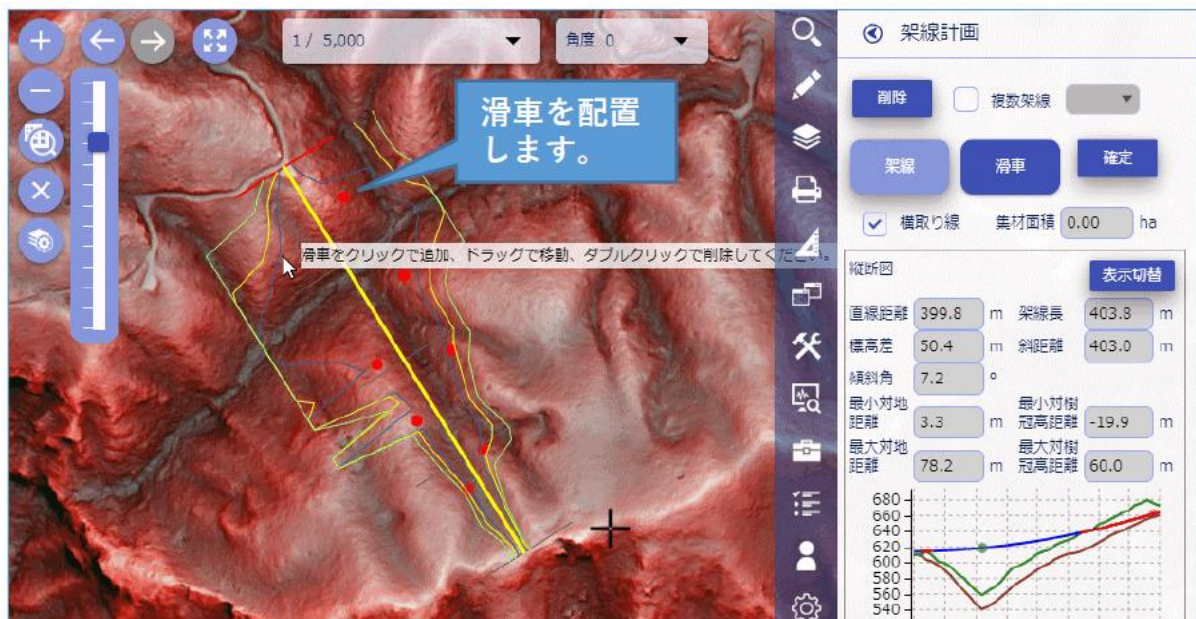 1 / 5,000
角度 0
滑車を配置
します。
滑車をクリックで追加、ドラッグで移動、ダブルクリックで削除してください。
架線計画
削除
複数架線
架線
滑車
確定
横取り線
集材面積 0.00 ha
縦断図
表示切替
直線距離 399.8 m 架線長 403.8 m
標高差 50.4 m 斜距離 403.0 m
傾斜角 7.2 °
最小対地
距離 3.3 m
最小対樹
冠高距離 -19.9 m
最大対地
距離 78.2 m
最大対樹
冠高距離 60.0 m
680
660
640
620
600
580
560
540